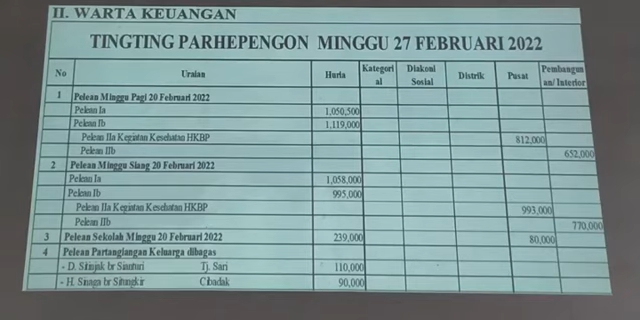 II. WARTA KEUANGAN
TINGTING PARHEPENGON MINGGU 27 FEBRUARI 2022
No Uraian Huria Kategorial Diakoni Sosial Distrik Pusat Pembangunan/ Interior
1 Pelean Minggu Pagi 20 Februari 2022
Pelean Ia 1,050,500
Pelean Ib 1,119,000
Pelean IIa Kegiatan Kesehatan HKBP 812,000
Pelean IIb 652,000
2 Pelean Minggu Siang 20 Februari 2022
Pelean Ia 1,058,000
Pelean Ib 995,000
Pelean IIa Kegiatan Kesehatan HKBP 993,000
Pelean IIb 770,000
3 Pelean Sekolah Minggu 20 Februari 2022 239,000 80,000
4 Pelean Partangiangan Keluarga dibagas
- D. Simjak br Sianturi Tj. Sari 110,000
- H. Sinaga br Situngkir Cibadak 90,000